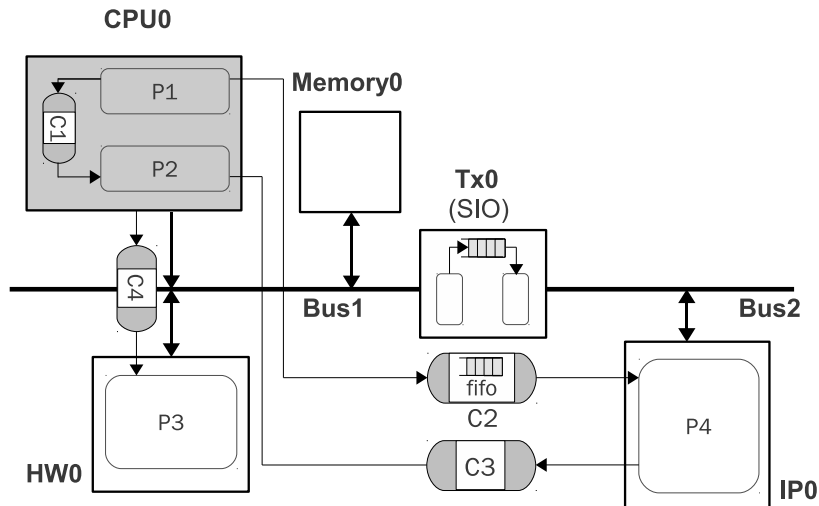 CPU0
P1
C1
P2
Memory0
Tx0
(SIO)
C4
Bus1
Bus2
fifo
C2
P3
P4
C3
HW0
IP0